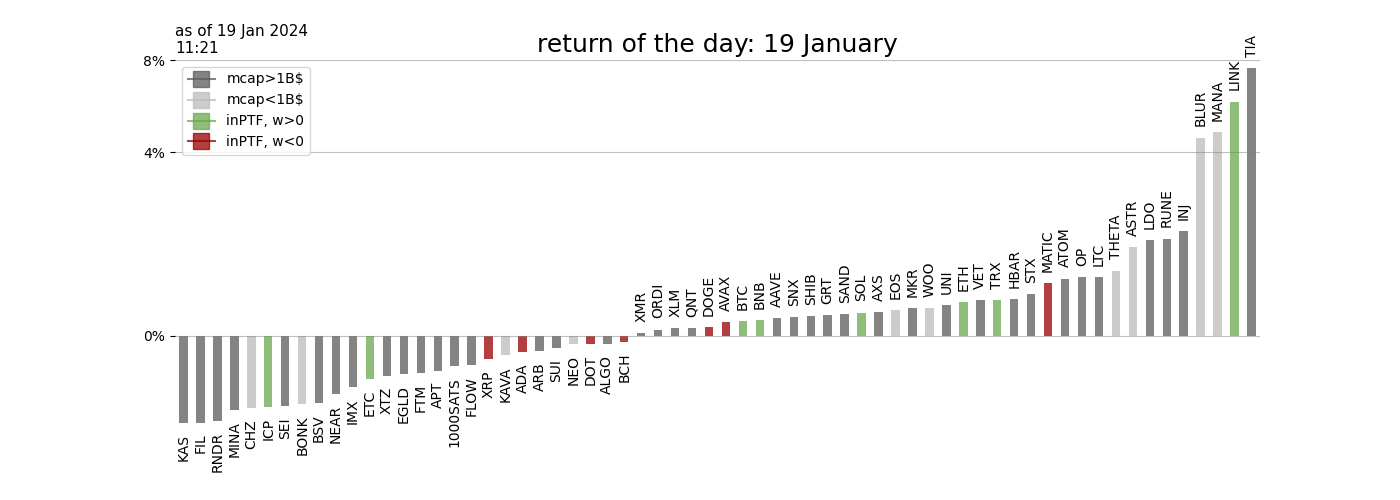 as of 19 Jan 2024
11:21
return of the day: 19 January
8%
4%
0%
mcap>1B$
mcap<1B$
inPTF, w>0
inPTF, w<0
KAS
FIL
RNDR
MINA
CHZ
ICP
SEI
BONK
BSV
NEAR
IMX
ETC
XTZ
EGLD
FTM
APT
1000SATS
FLOW
XRP
KAVA
ADA
ARB
SUI
NEO
DOT
ALGO
BCH
XMR
ORDI
XLM
QNT
DOGE
AVAX
BTC
BNB
AAVE
SNX
SHIB
GRT
SAND
SOL
AXS
EOS
MKR
WOO
UNI
ETH
VET
TRX
HBAR
STX
MATIC
ATOM
OP
LTC
THETA
ASTR
LDO
RUNE
INJ
BLUR
MANA
LINK
TIA